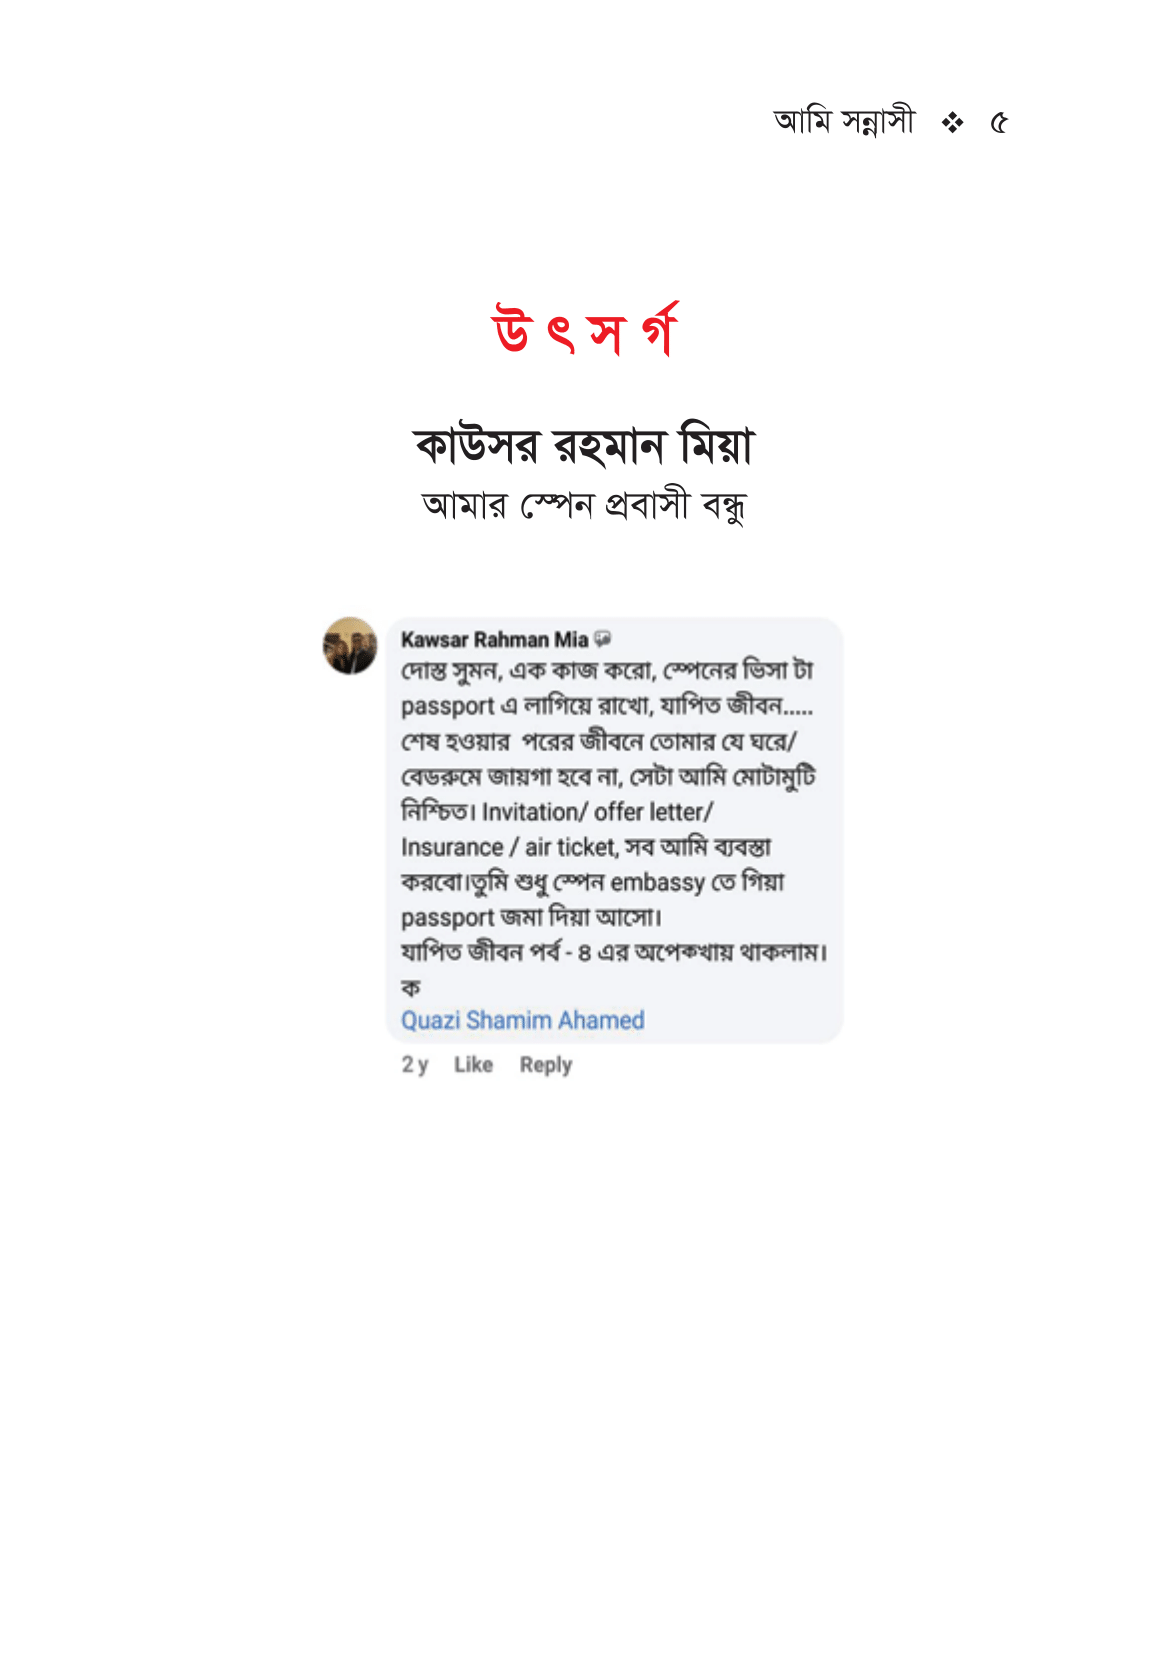 আমি সন্নাসী ❖ ৫
উ ৎ স র্গ
কাউসর রহমান মিয়া
আমার স্পেন প্রবাসী বন্ধু
Kawsar Rahman Mia
দোস্ত সুমন, এক কাজ করো, স্পেনের ভিসা টা
passport এ লাগিয়ে রাখো, যাপিত জীবন.....
শেষ হওয়ার পরের জীবনে তোমার যে ঘরে/
বেডরুমে জায়গা হবে না, সেটা আমি মোটামুটি
নিশ্চিত। Invitation/ offer letter/
Insurance / air ticket, সব আমি ব্যবস্তা
করবো।তুমি শুধু স্পেন embassy তে গিয়া
passport জমা দিয়া আসো।
যাপিত জীবন পর্ব - ৪ এর অপেকখায় থাকলাম।
ক
Quazi Shamim Ahamed
2 y Like Reply